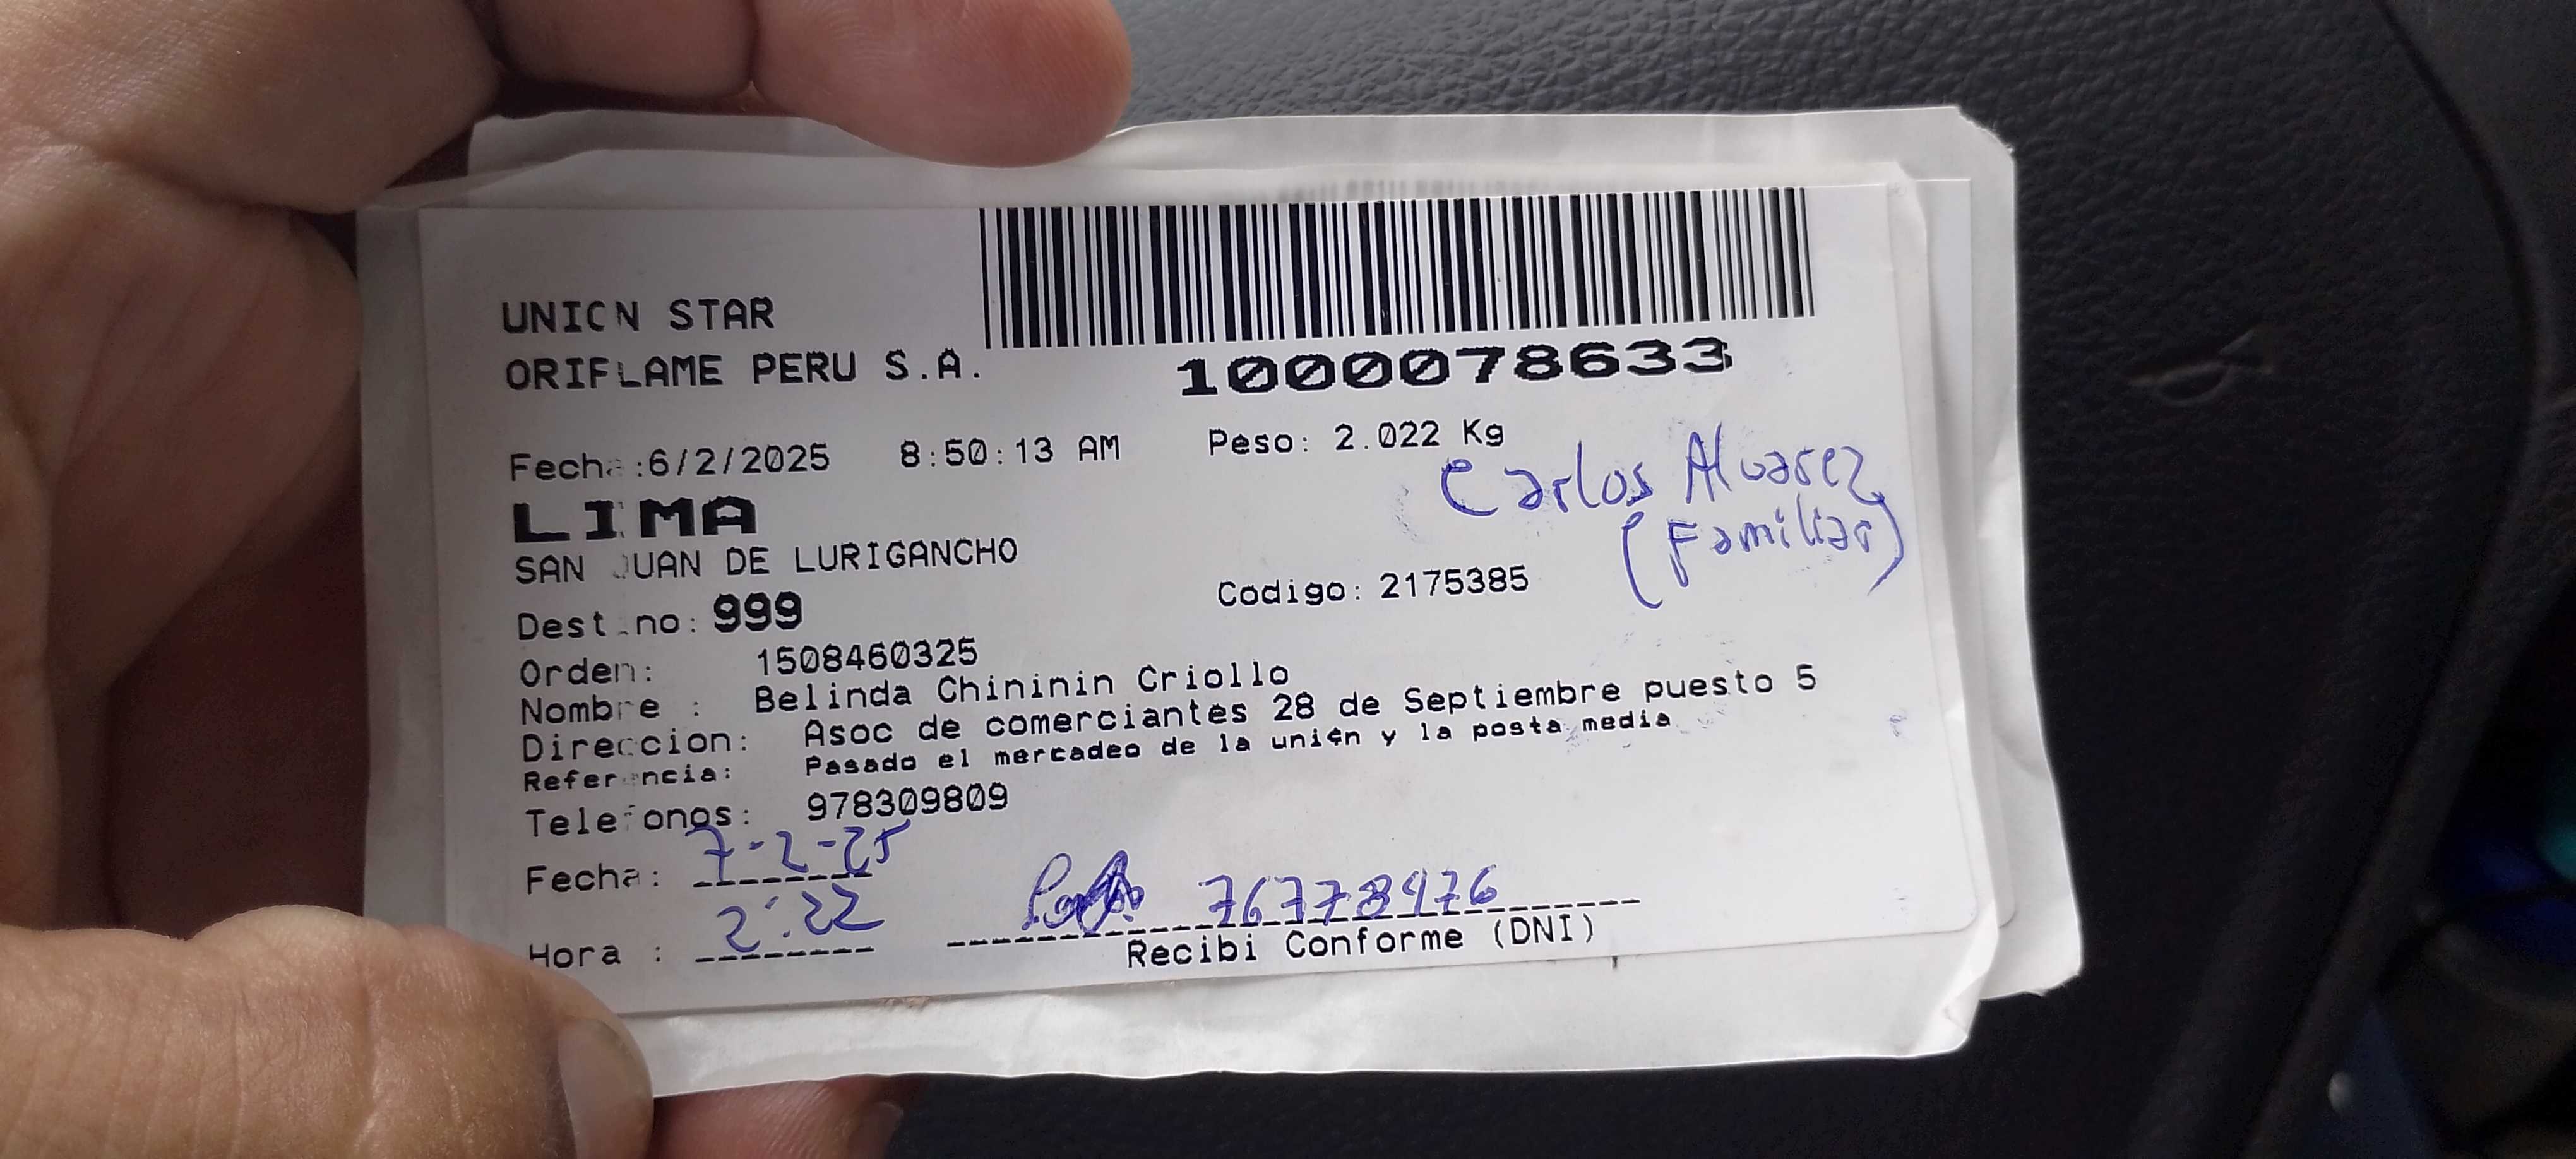 UNION STAR
ORIFLAME PERU S.A.
1000078633
Fecha:6/2/2025 8:50:13 AM Peso: 2.022 Kg
Carlos Alvarez
(Familiar)
LIMA
SAN JUAN DE LURIGANCHO
Destino: 999 Codigo: 2175385
Orden: 1508460325
Nombre : Belinda Chininin Criollo
Direccion: Asoc de comerciantes 28 de Septiembre puesto 5
Referencia: Pasado el mercadeo de la unión y la posta media
Telefonos: 978309809
Fecha: 7-2-25
Hora : 2:22
76778976
Recibi Conforme (DNI)